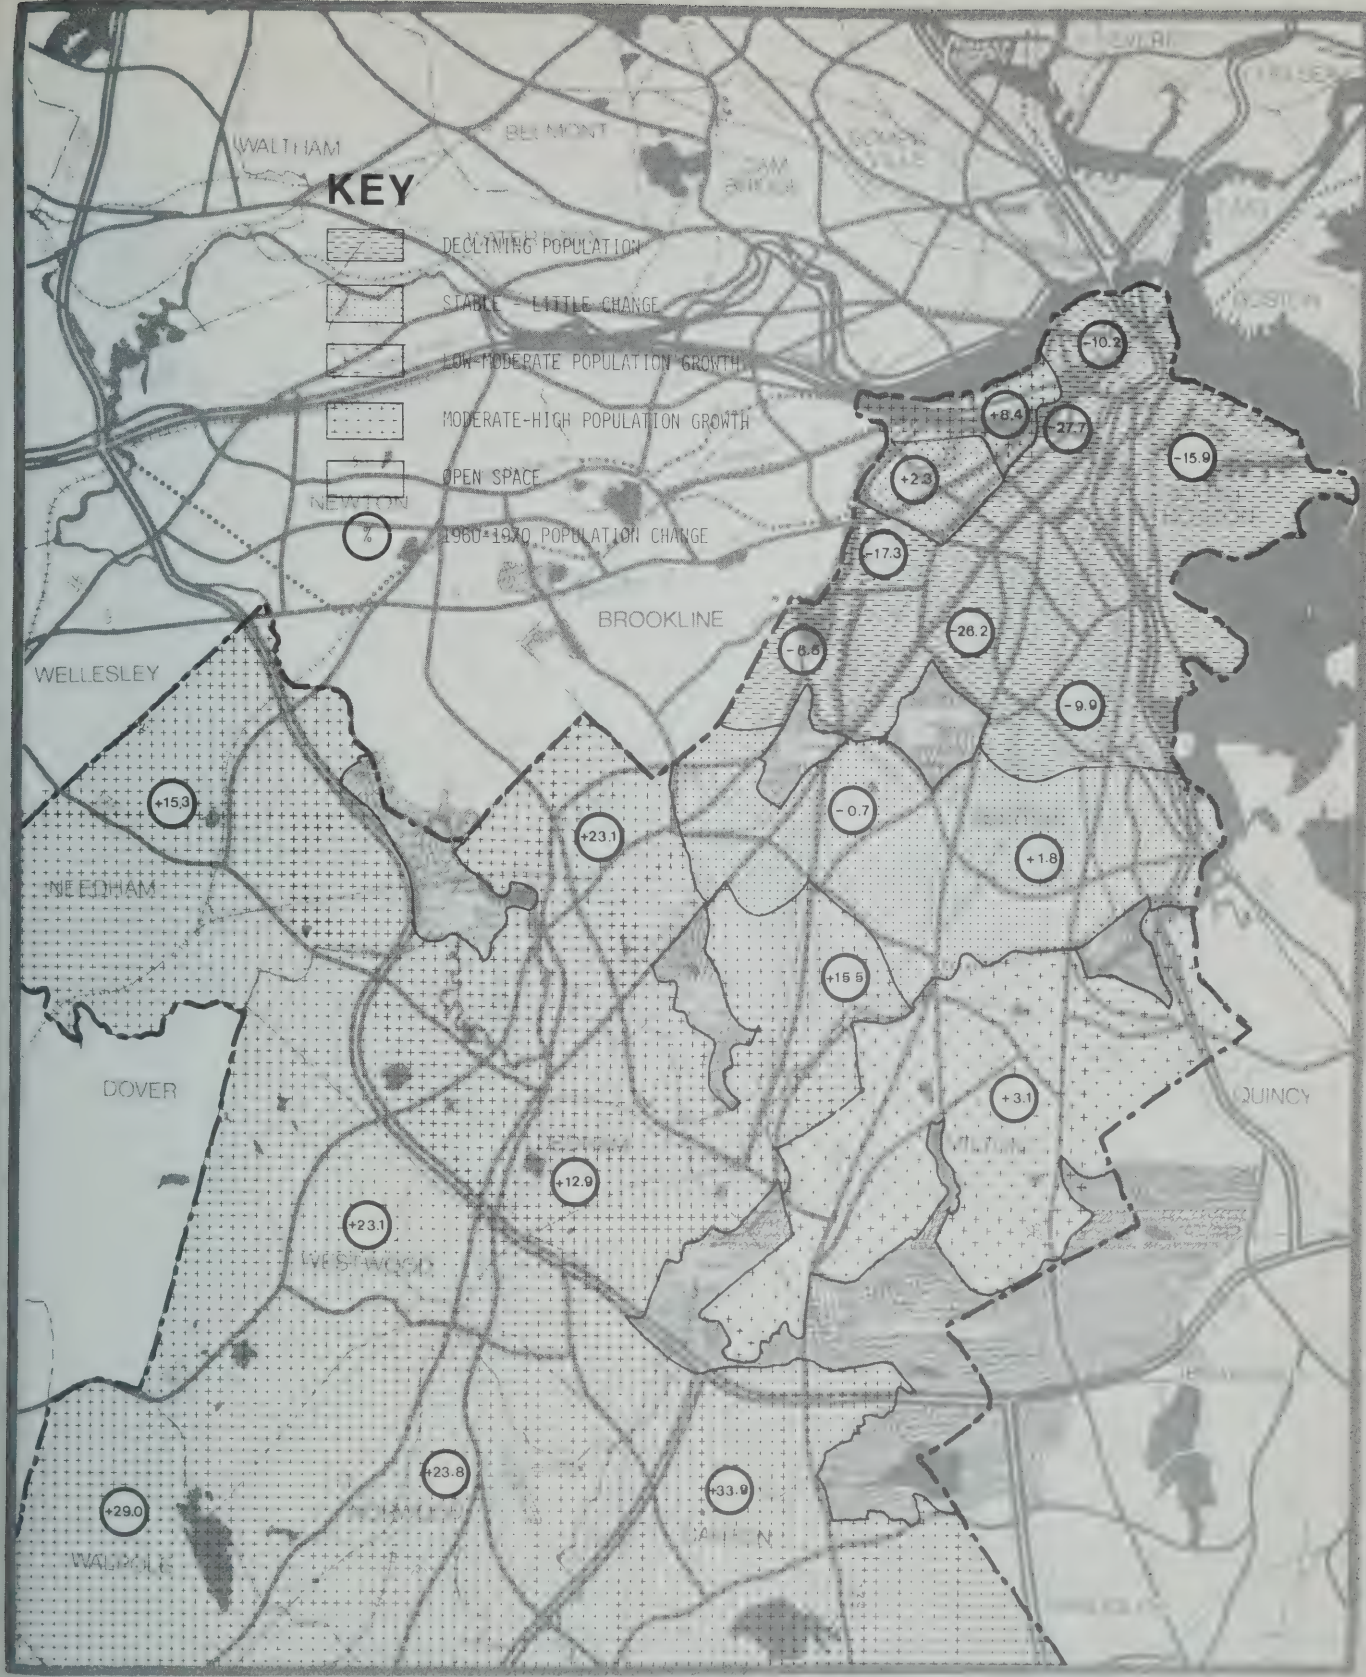 WALTHAM
BELMONT
KEY
DECLINING POPULATION
STABLE - LITTLE CHANGE
LOW-MODERATE POPULATION GROWTH
MODERATE-HIGH POPULATION GROWTH
OPEN SPACE
NEWTON
% 1960-1970 POPULATION CHANGE
BOSTON
-10.2
+8.4
-27.7
-15.9
+2.3
-17.3
BROOKLINE
-26.2
WELLESLEY
-9.9
+15.3
-0.7
+23.1
+1.8
NEEDHAM
+15.5
DOVER
QUINCY
+3.1
MILTON
+12.9
+23.1
WESTWOOD
+23.8
+33.9
+29.0
WALPOLE